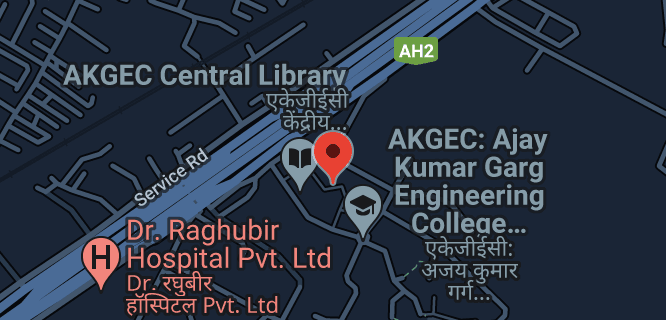 AH2
AKGEC Central Library
एकेजीईसी
केंद्रीय...
Service Rd
AKGEC: Ajay
Kumar Garg
Engineering
College...
एकेजीईसी:
अजय कुमार
गर्ग...
H
Dr. Raghubir
Hospital Pvt. Ltd
Dr. रघुबीर
हॉस्पिटल Pvt. Ltd